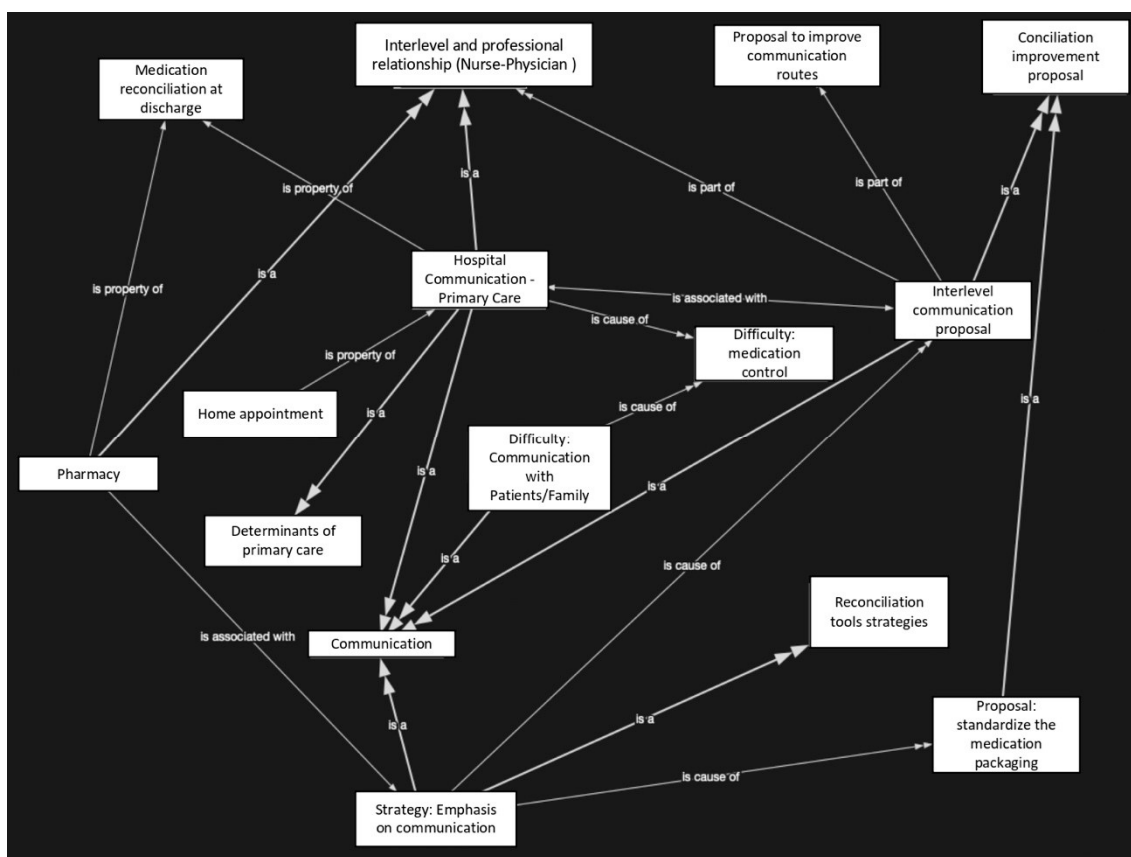 Interlevel and professional
relationship (Nurse-Physician )
Proposal to improve
communication
routes
Conciliation
improvement
proposal
Medication
reconciliation at
discharge
is a
is property of
is part of
is part of
is a
is a
is property of
Hospital
Communication -
Primary Care
is associated with
Interlevel
communication
proposal
is cause of
Difficulty:
medication
control
is property of
Home appointment
is a
is cause of
is a
Difficulty:
Communication
with
Patients/Family
Pharmacy
is a
is a
Determinants of
primary care
is a
is cause of
Reconciliation
tools strategies
is associated with
Communication
Proposal:
standardize the
medication
packaging
is a
is a
is cause of
Strategy: Emphasis
on communication